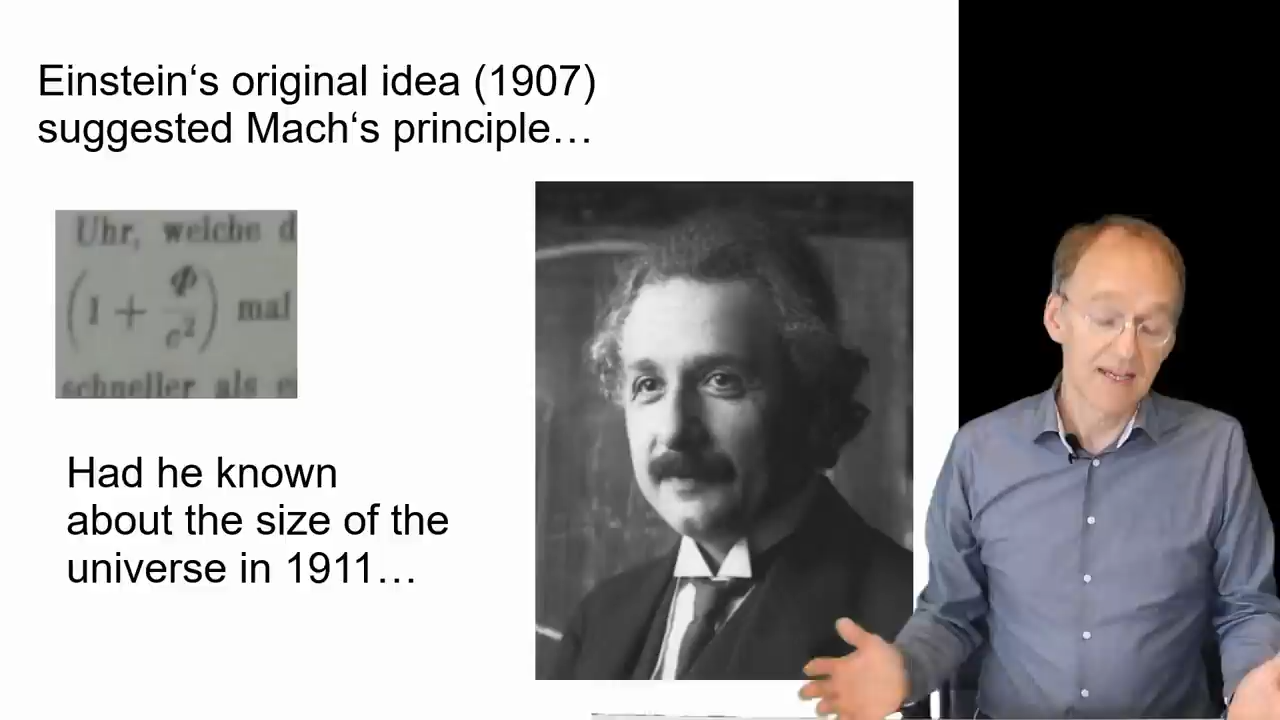 Einstein‘s original idea (1907)
suggested Mach‘s principle…
Uhr, welche d
(1 + Φ/c²) mal
schneller als e
Had he known
about the size of the
universe in 1911…